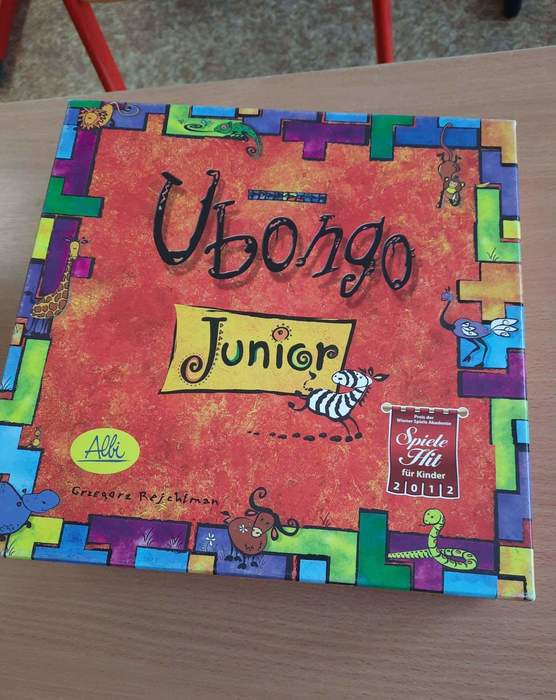 Ubongo
Junior
Preis der
Wiener Spiele Akademie
Spiele
Hit
für Kinder
2012
Albi
Grzegorz Rejchtman